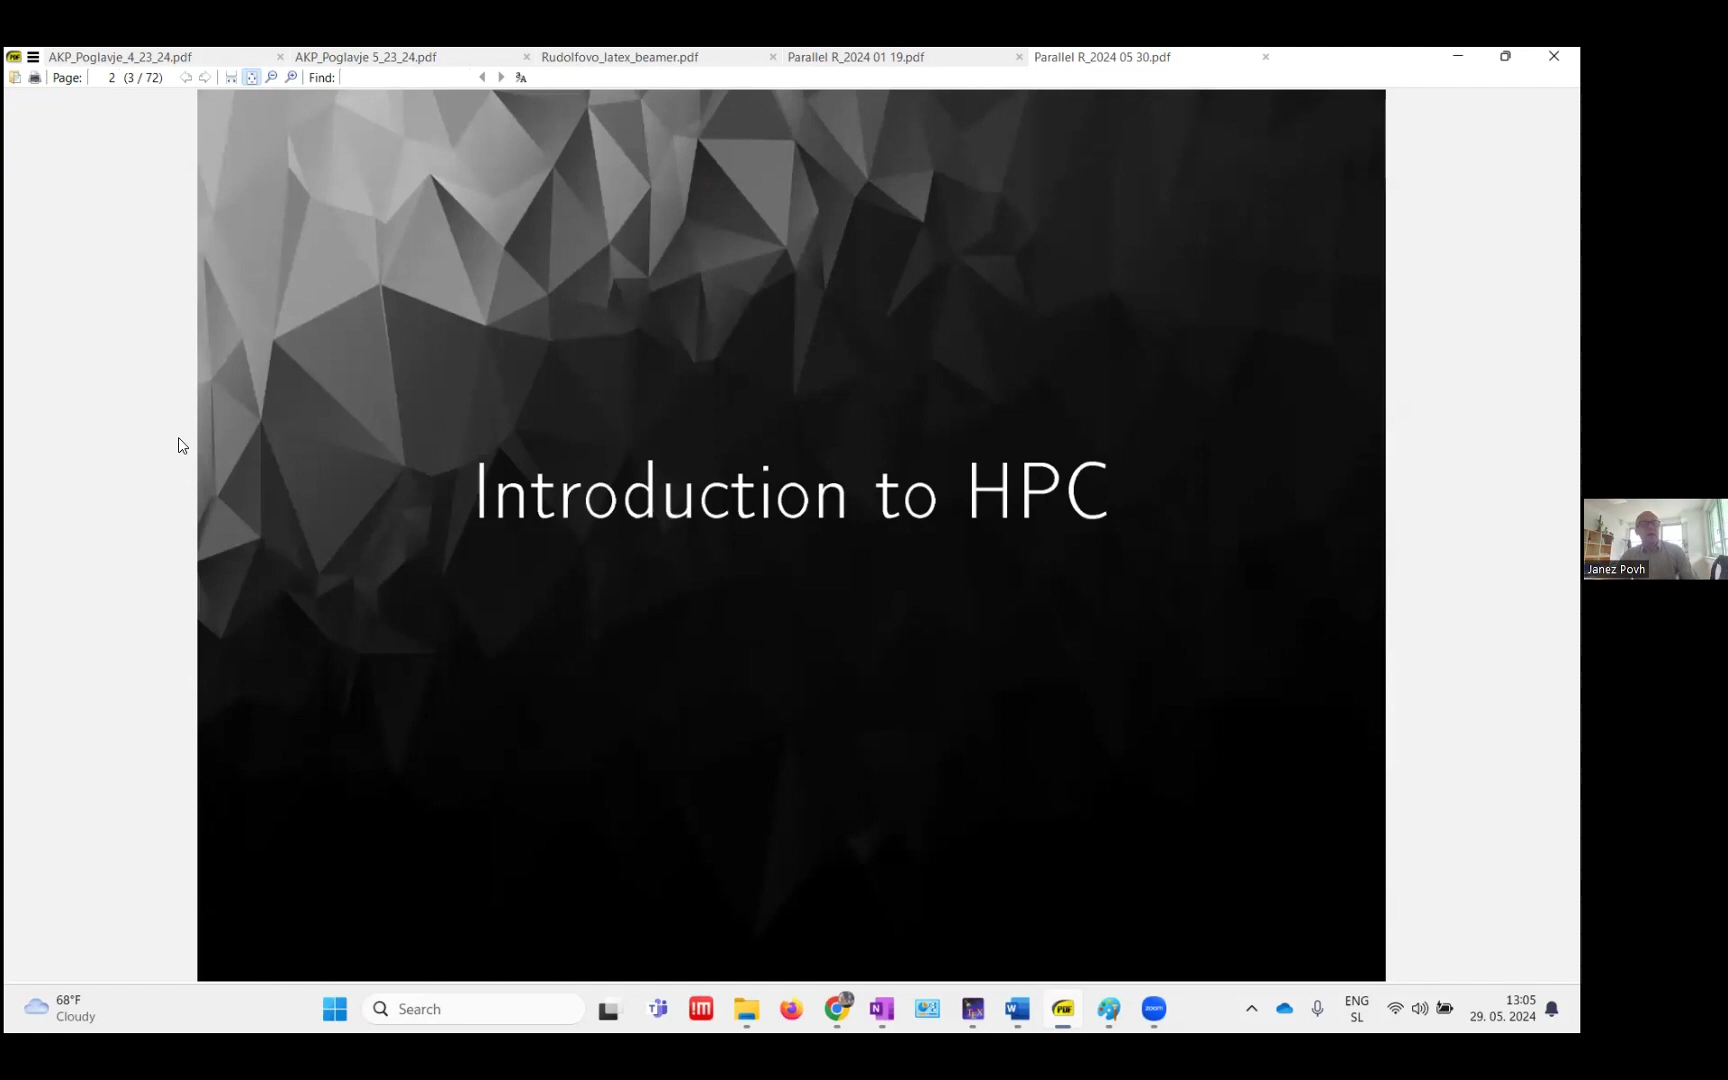 AKP_Poglavje_4_23_24.pdf
AKP_Poglavje 5_23_24.pdf
Rudolfovo_latex_beamer.pdf
Parallel R_2024 01 19.pdf
Parallel R_2024 05 30.pdf
Page: 2 (3 / 72) Find:
Introduction to HPC
Janez Povh
68°F
Cloudy
Search
ENG
SL
13:05
29. 05. 2024